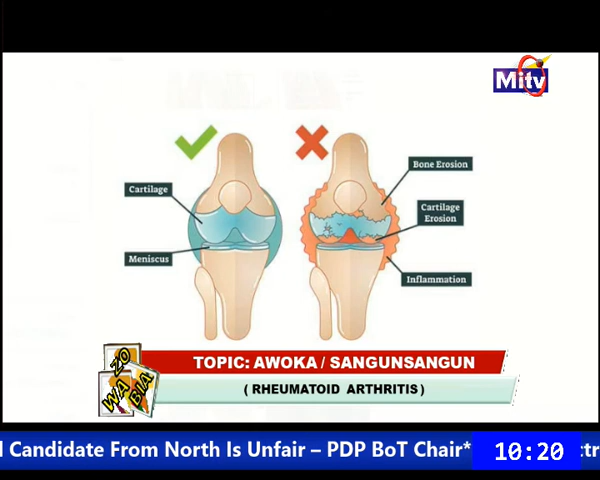 Mitv
Bone Erosion
Cartilage
Cartilage
Erosion
Meniscus
Inflammation
WA
ZO
BIA
TOPIC: AWOKA / SANGUNSANGUN
( RHEUMATOID ARTHRITIS )
Candidate From North Is Unfair – PDP BoT Chair*
10:20